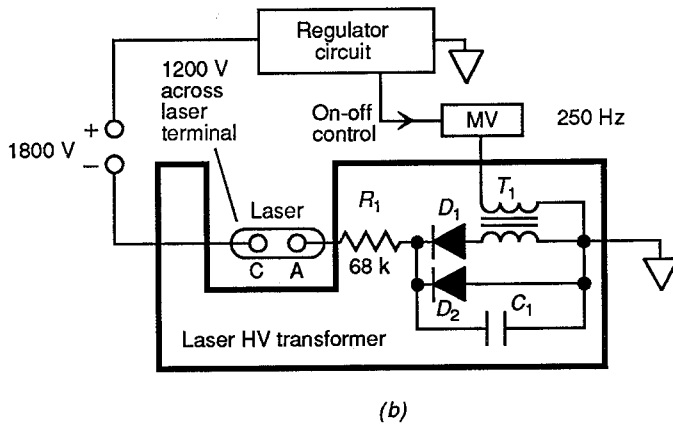 Regulator
circuit
1200 V
across
laser
terminal
On-off
control
MV
250 Hz
+
1800 V
−
Laser
C A
R₁
68 k
D₁
T₁
D₂
C₁
Laser HV transformer
(b)